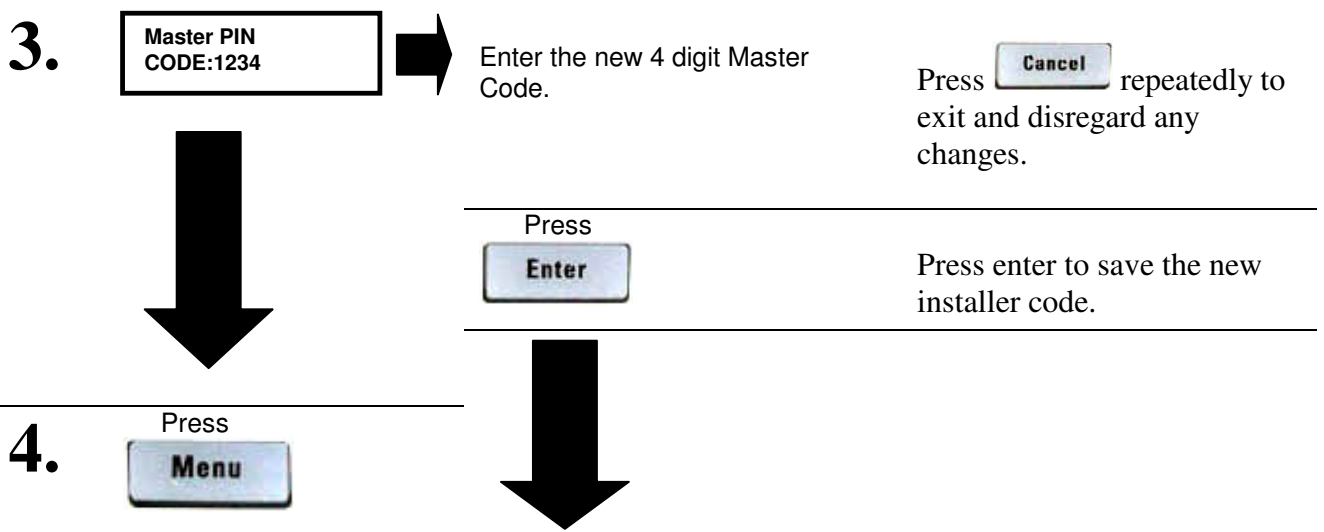 3.
Master PIN
CODE:1234
Enter the new 4 digit Master
Code.
Press Cancel repeatedly to
exit and disregard any
changes.
Press
Enter
Press enter to save the new
installer code.
4.
Press
Menu